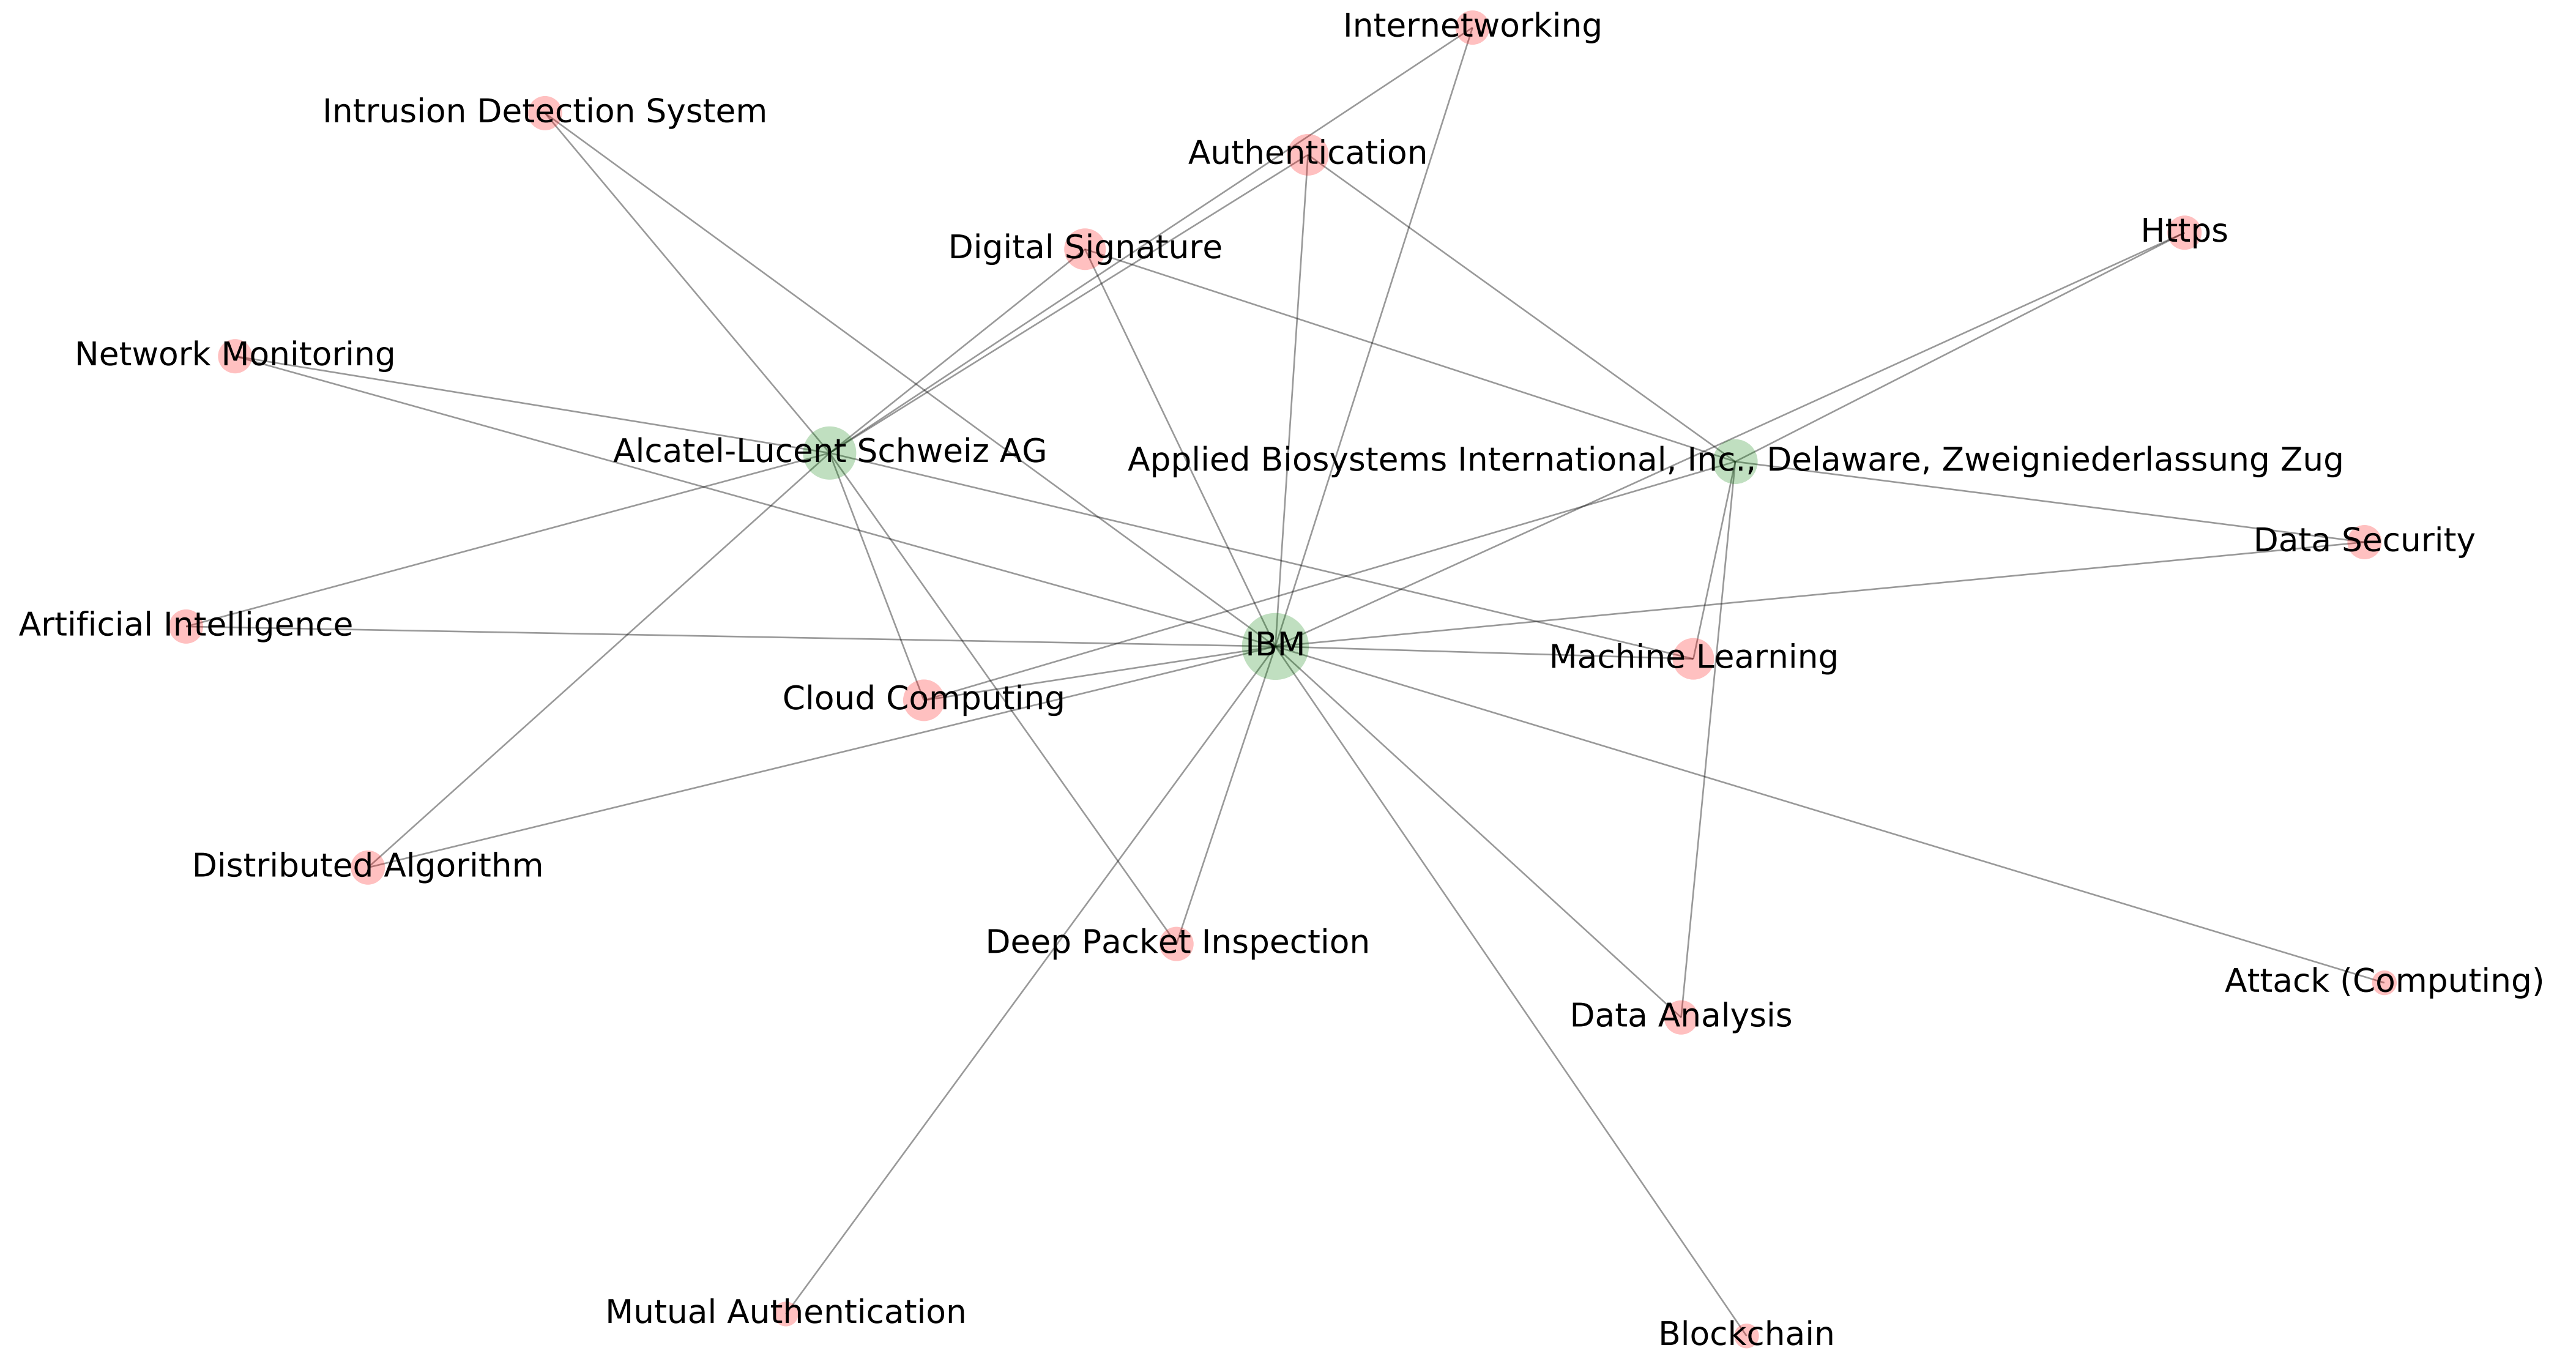 Internetworking
Intrusion Detection System
Authentication
Https
Digital Signature
Network Monitoring
Alcatel-Lucent Schweiz AG
Applied Biosystems International, Inc., Delaware, Zweigniederlassung Zug
Data Security
Artificial Intelligence
IBM
Machine Learning
Cloud Computing
Distributed Algorithm
Deep Packet Inspection
Attack (Computing)
Data Analysis
Mutual Authentication
Blockchain